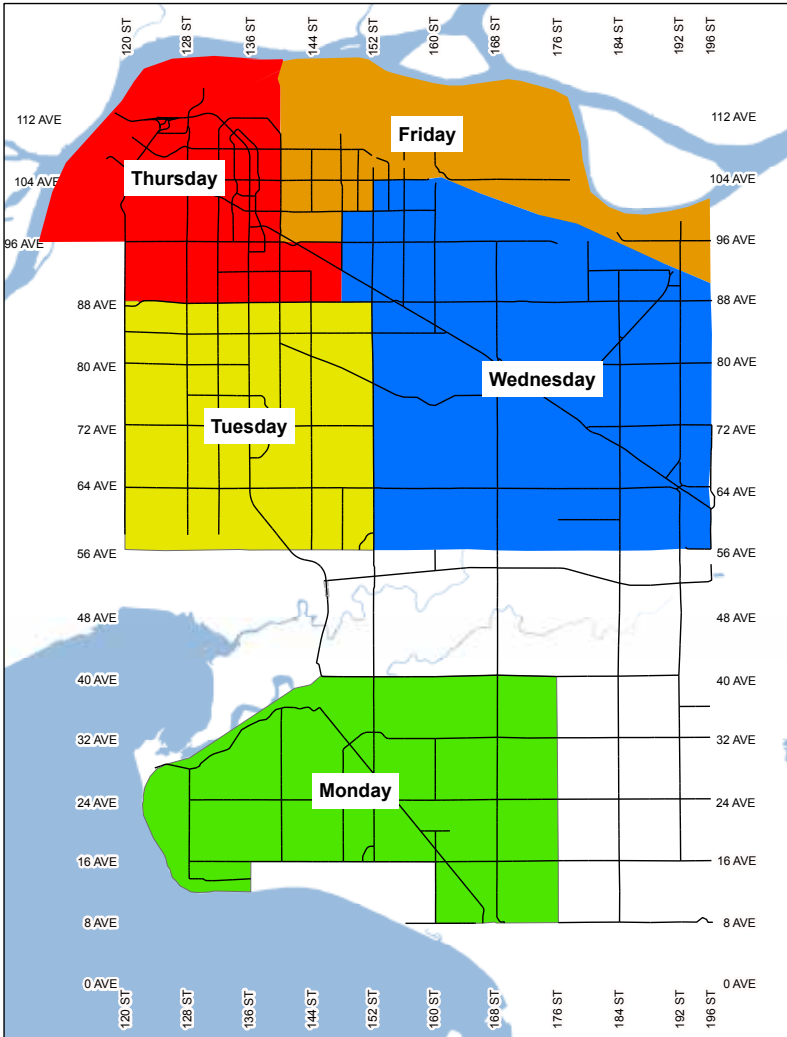 120 ST
128 ST
136 ST
144 ST
152 ST
160 ST
168 ST
176 ST
184 ST
192 ST
196 ST
112 AVE
112 AVE
Friday
Thursday
104 AVE
104 AVE
96 AVE
96 AVE
88 AVE
88 AVE
80 AVE
80 AVE
Wednesday
Tuesday
72 AVE
72 AVE
64 AVE
64 AVE
56 AVE
56 AVE
48 AVE
48 AVE
40 AVE
40 AVE
32 AVE
32 AVE
Monday
24 AVE
24 AVE
16 AVE
16 AVE
8 AVE
8 AVE
0 AVE
0 AVE
120 ST
128 ST
136 ST
144 ST
152 ST
160 ST
168 ST
176 ST
184 ST
192 ST
196 ST